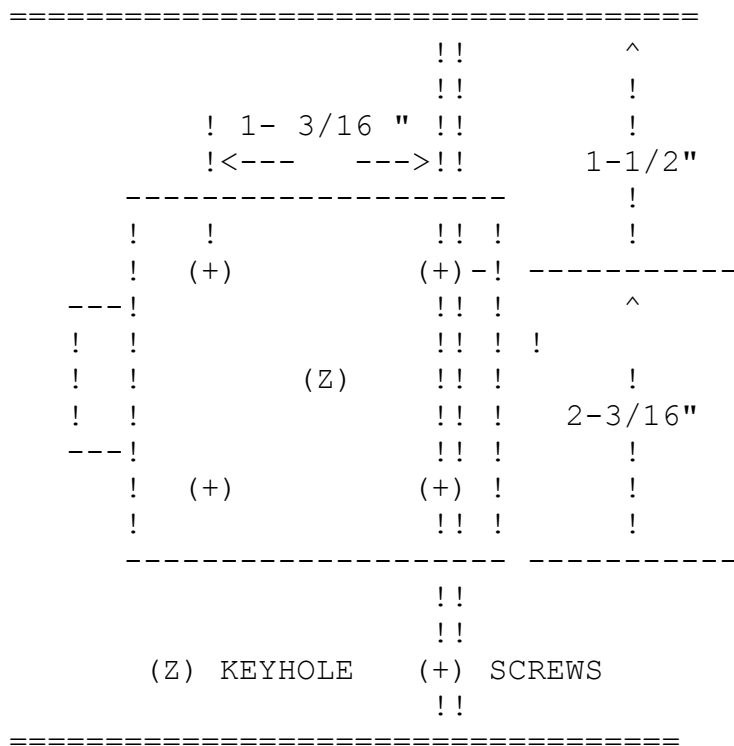 =====================================
!! ^
!! !
! 1- 3/16 " !! !
!<--- --->!! 1-1/2"
--------------------- !
! ! !! ! !
! (+) (+)-! -----------
---! !! ! ^
! ! !! ! !
! ! (Z) !! ! !
! ! !! ! 2-3/16"
---! !! ! !
! (+) (+) ! !
! !! ! !
--------------------- -----------
!!
!!
(Z) KEYHOLE (+) SCREWS
!!
====================================